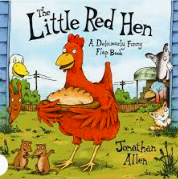 The
Little Red Hen
A Deliciously Funny
Flap Book
Jonathan
Allen